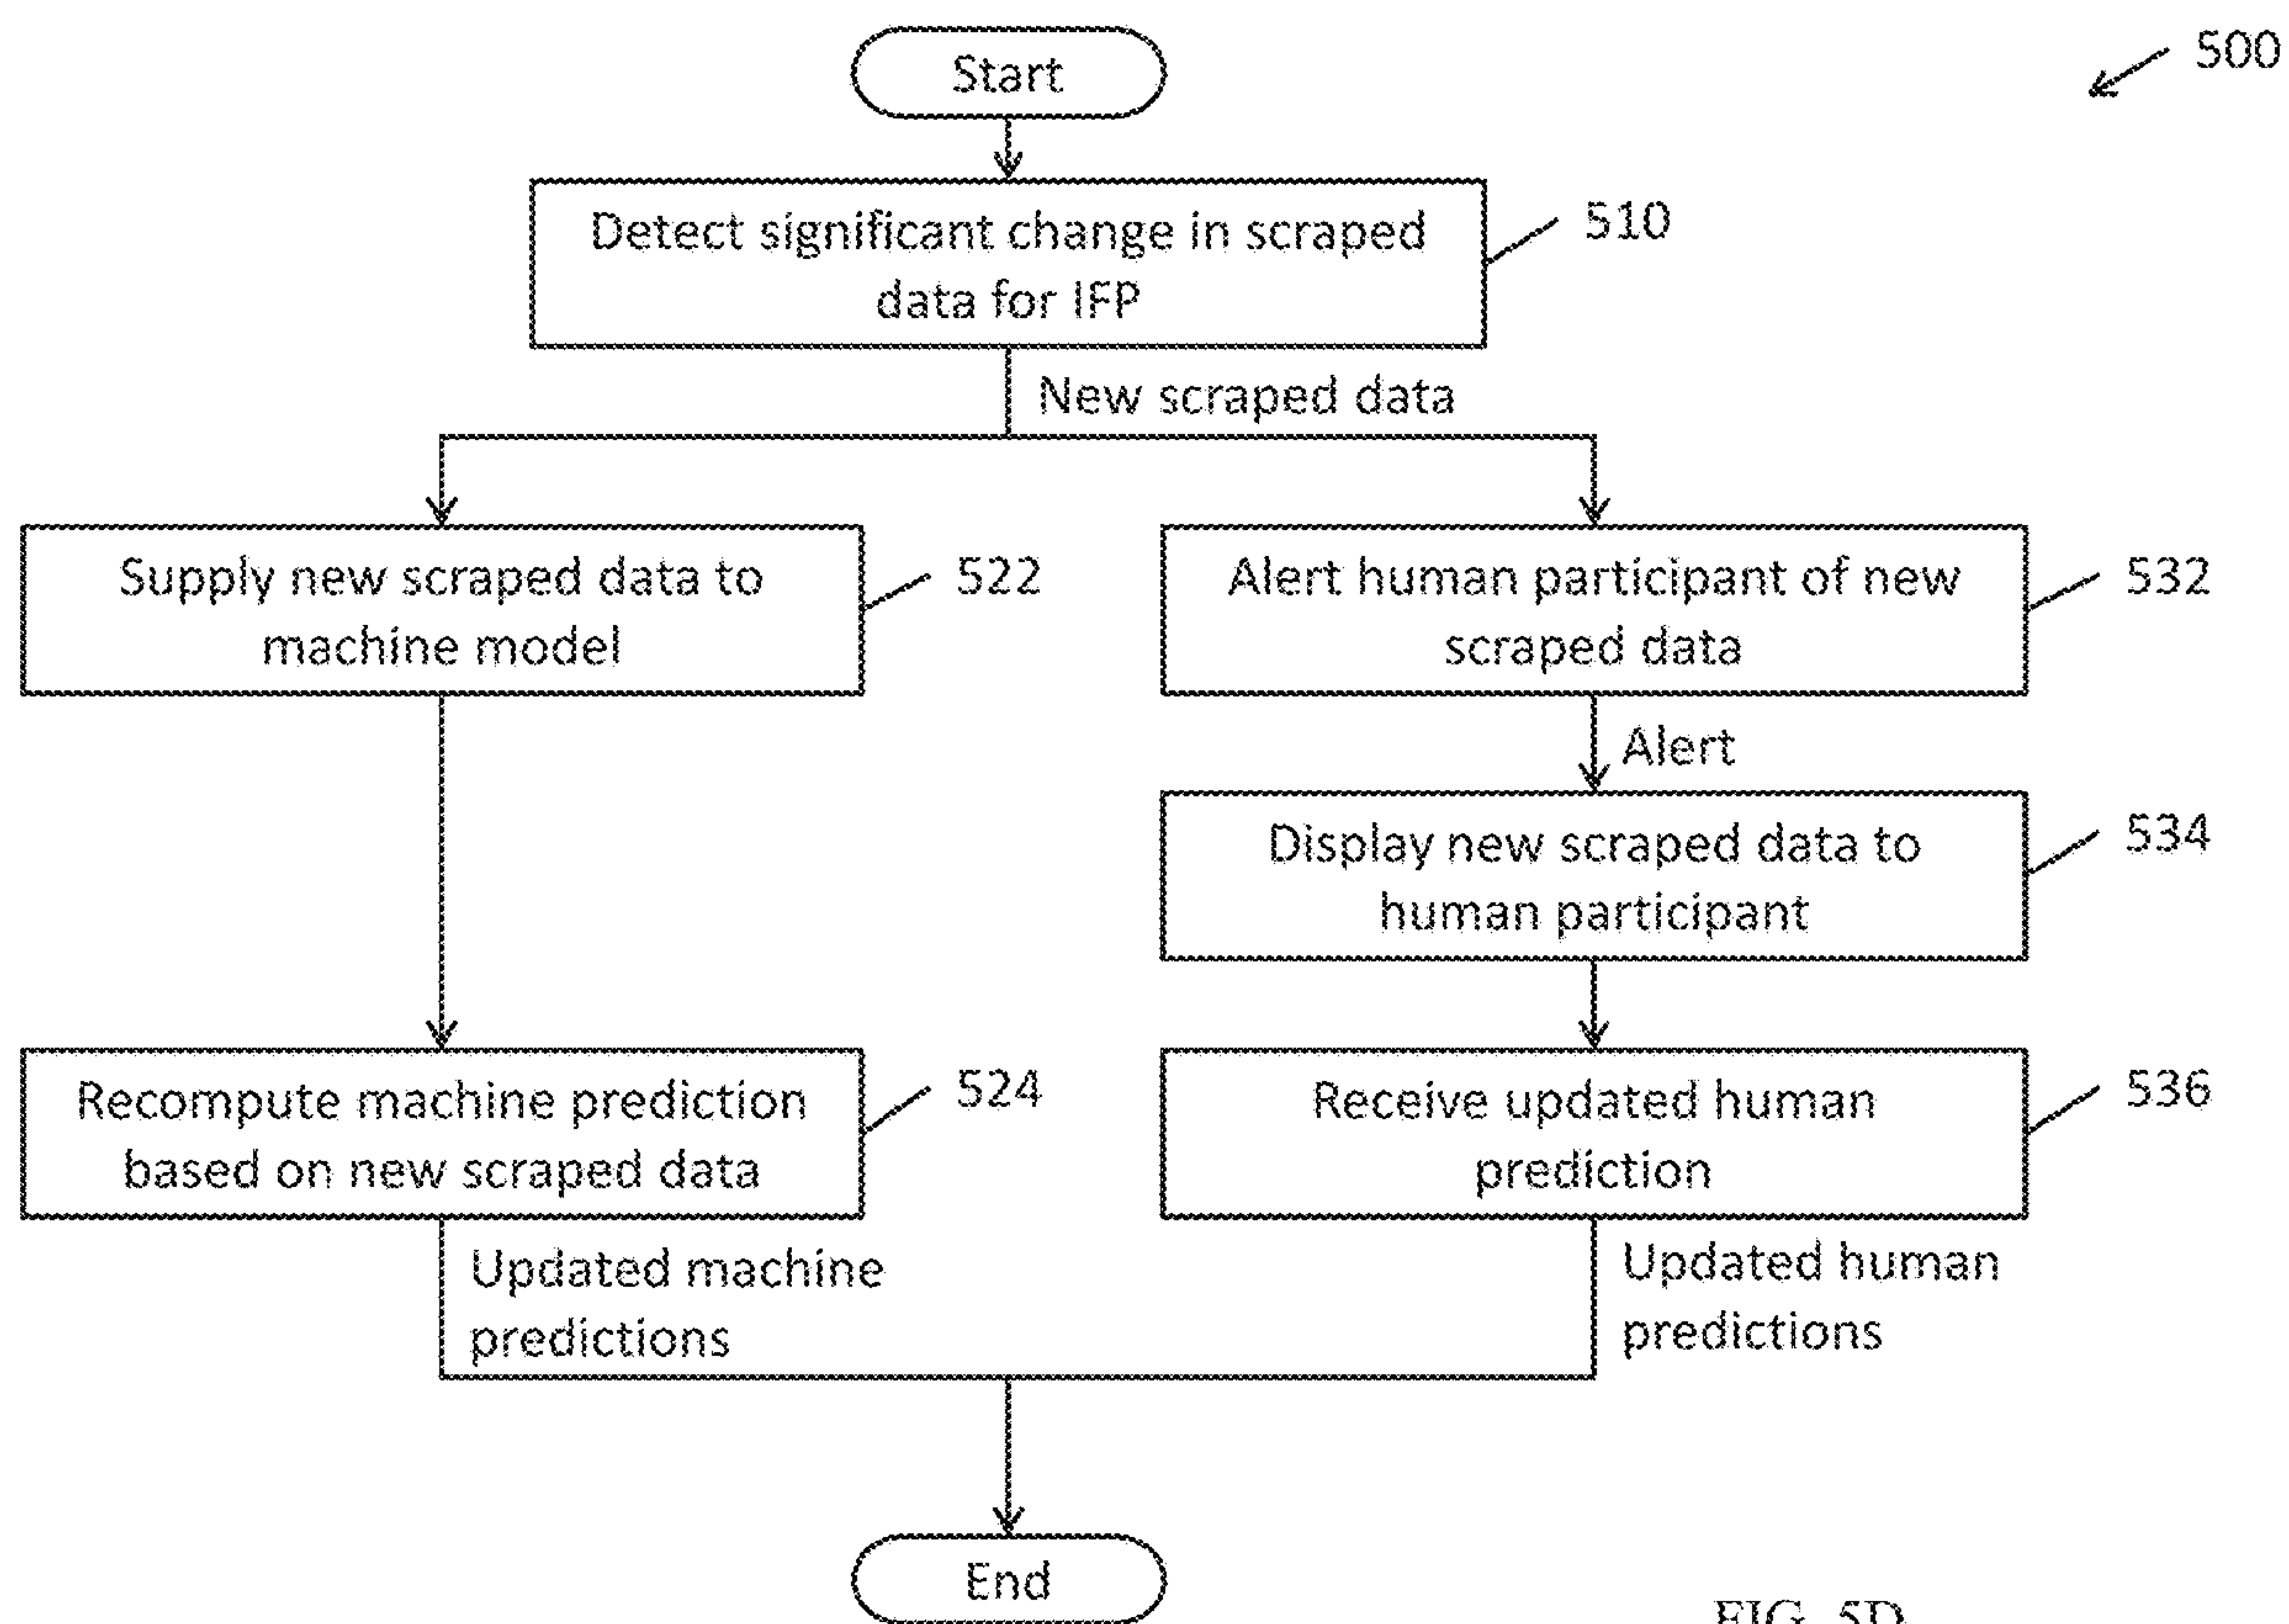 Start
500
Detect significant change in scraped
data for IFP
510
New scraped data
Supply new scraped data to
machine model
522
Alert human participant of new
scraped data
532
Alert
Display new scraped data to
human participant
534
Recompute machine prediction
based on new scraped data
524
Receive updated human
prediction
536
Updated machine
predictions
Updated human
predictions
End
FIG. 5D